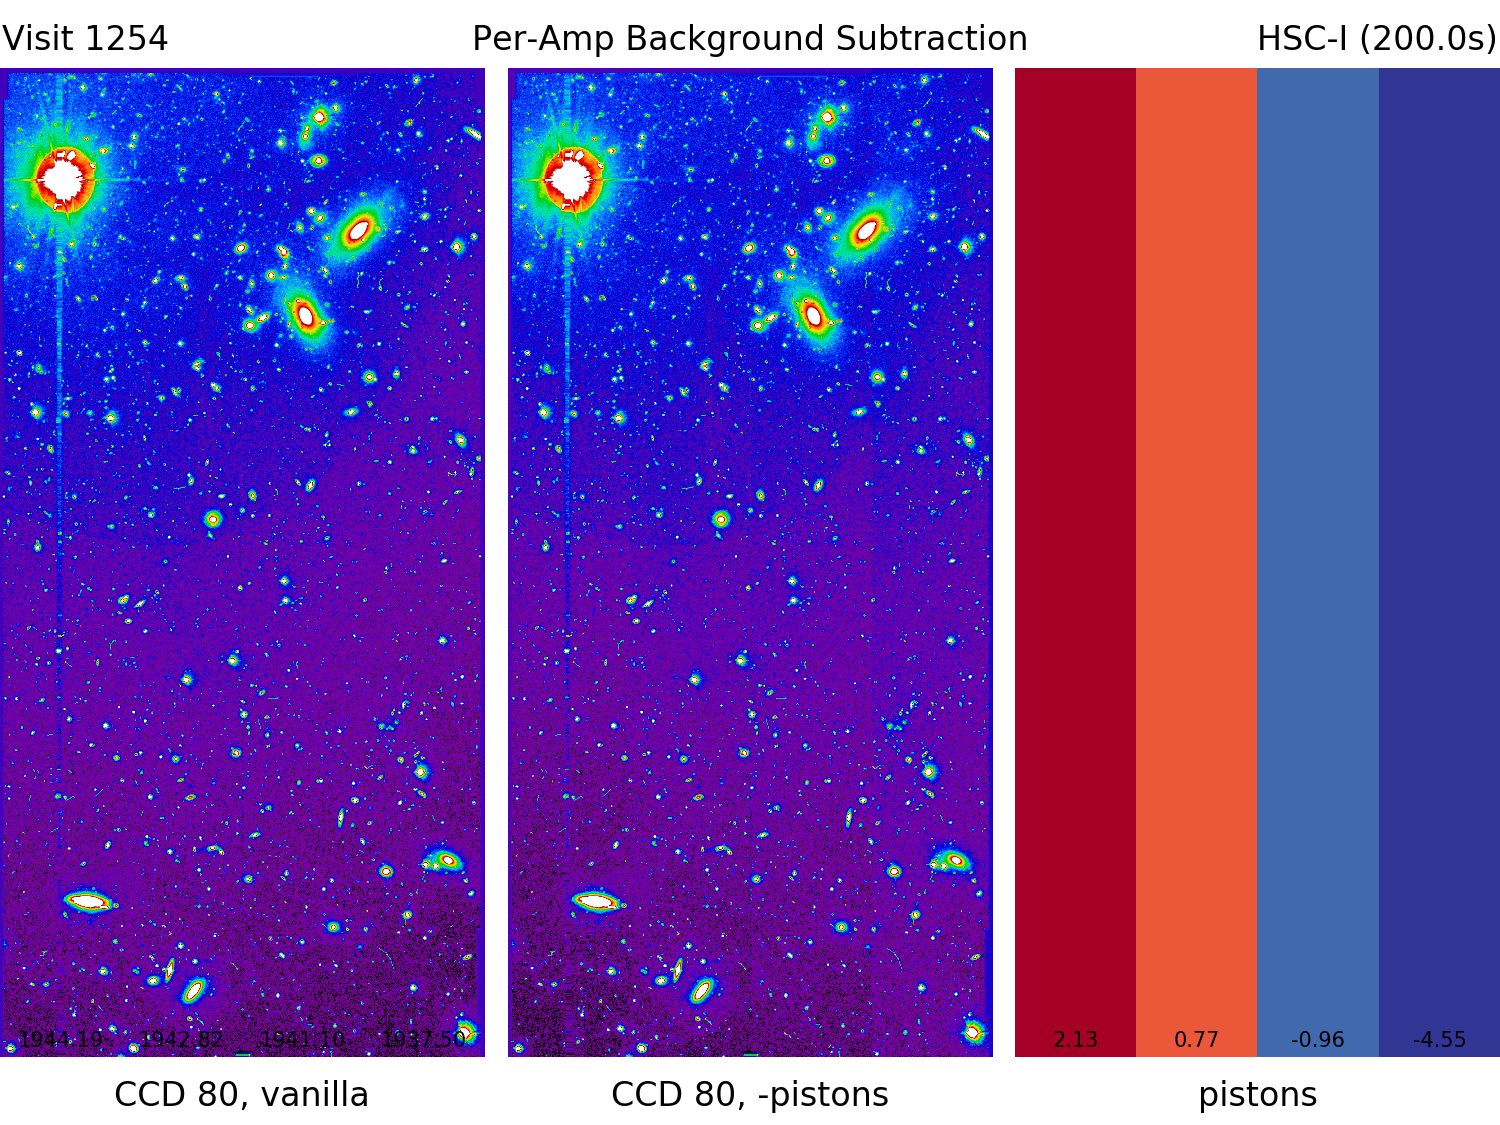 Visit 1254 Per-Amp Background Subtraction HSC-I (200.0s)
1944.19 1942.82 1941.10 1937.50 2.13 0.77 -0.96 -4.55
CCD 80, vanilla CCD 80, -pistons pistons